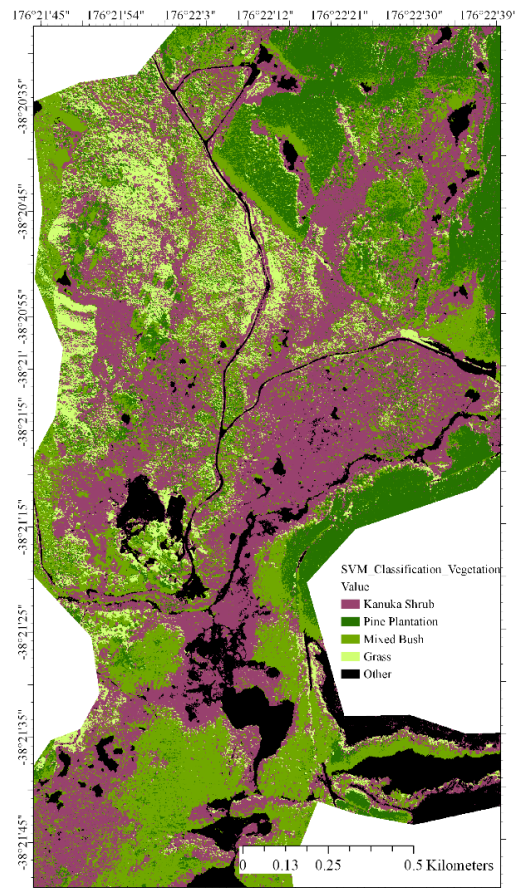 176°21'45" 176°21'54" 176°22'3" 176°22'12" 176°22'21" 176°22'30" 176°22'39"
-38°20'35"
-38°20'45"
-38°20'55"
-38°21'
-38°21'5"
-38°21'15"
-38°21'25"
-38°21'35"
-38°21'45"
SVM_Classification_Vegetation
Value
Kanuka Shrub
Pine Plantation
Mixed Bush
Grass
Other
0 0.13 0.25 0.5 Kilometers